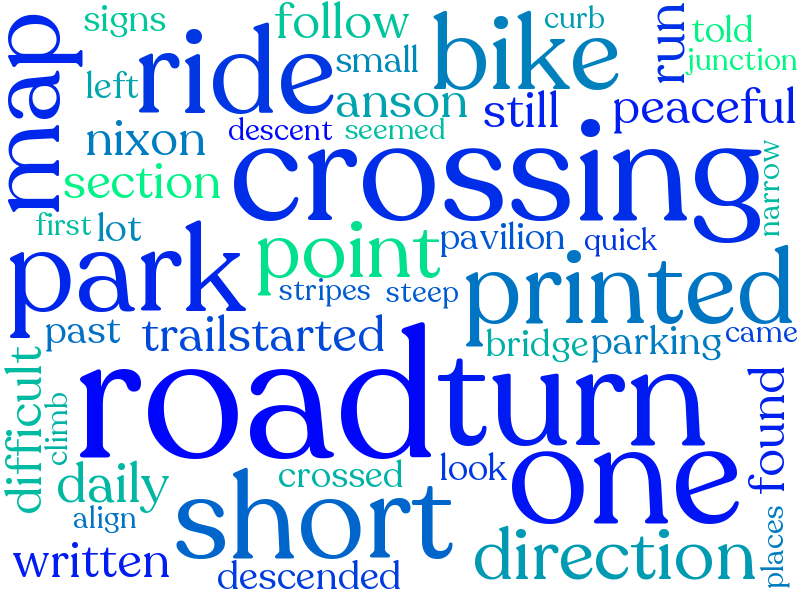 signs
follow
curb
told
run
map
ride
bike
small
junction
left
anson
still
peaceful
nixon
descent
seemed
crossing
section
narrow
first
lot
park
point
pavilion
quick
printed
stripes
steep
past
trailstarted
bridge
parking
came
road
turn
difficult
climb
found
one
daily
crossed
look
short
align
places
written
descended
direction